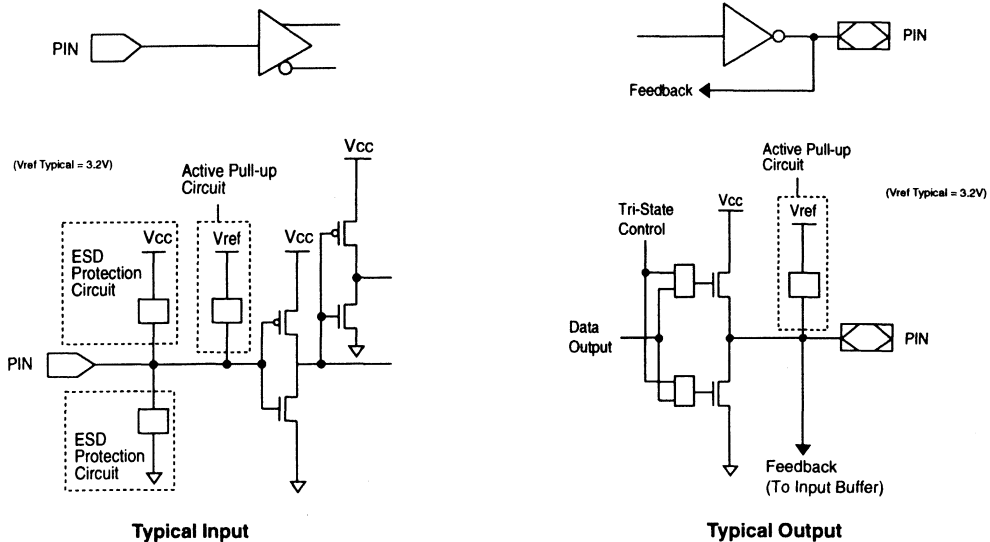 PIN
PIN
Feedback
(Vref Typical = 3.2V)
Active Pull-up
Circuit
Vcc
ESD
Protection
Circuit
Vcc
Vref
Vcc
PIN
ESD
Protection
Circuit
Typical Input
Active Pull-up
Circuit
(Vref Typical = 3.2V)
Tri-State
Control
Vcc
Vref
Data
Output
PIN
Feedback
(To Input Buffer)
Typical Output